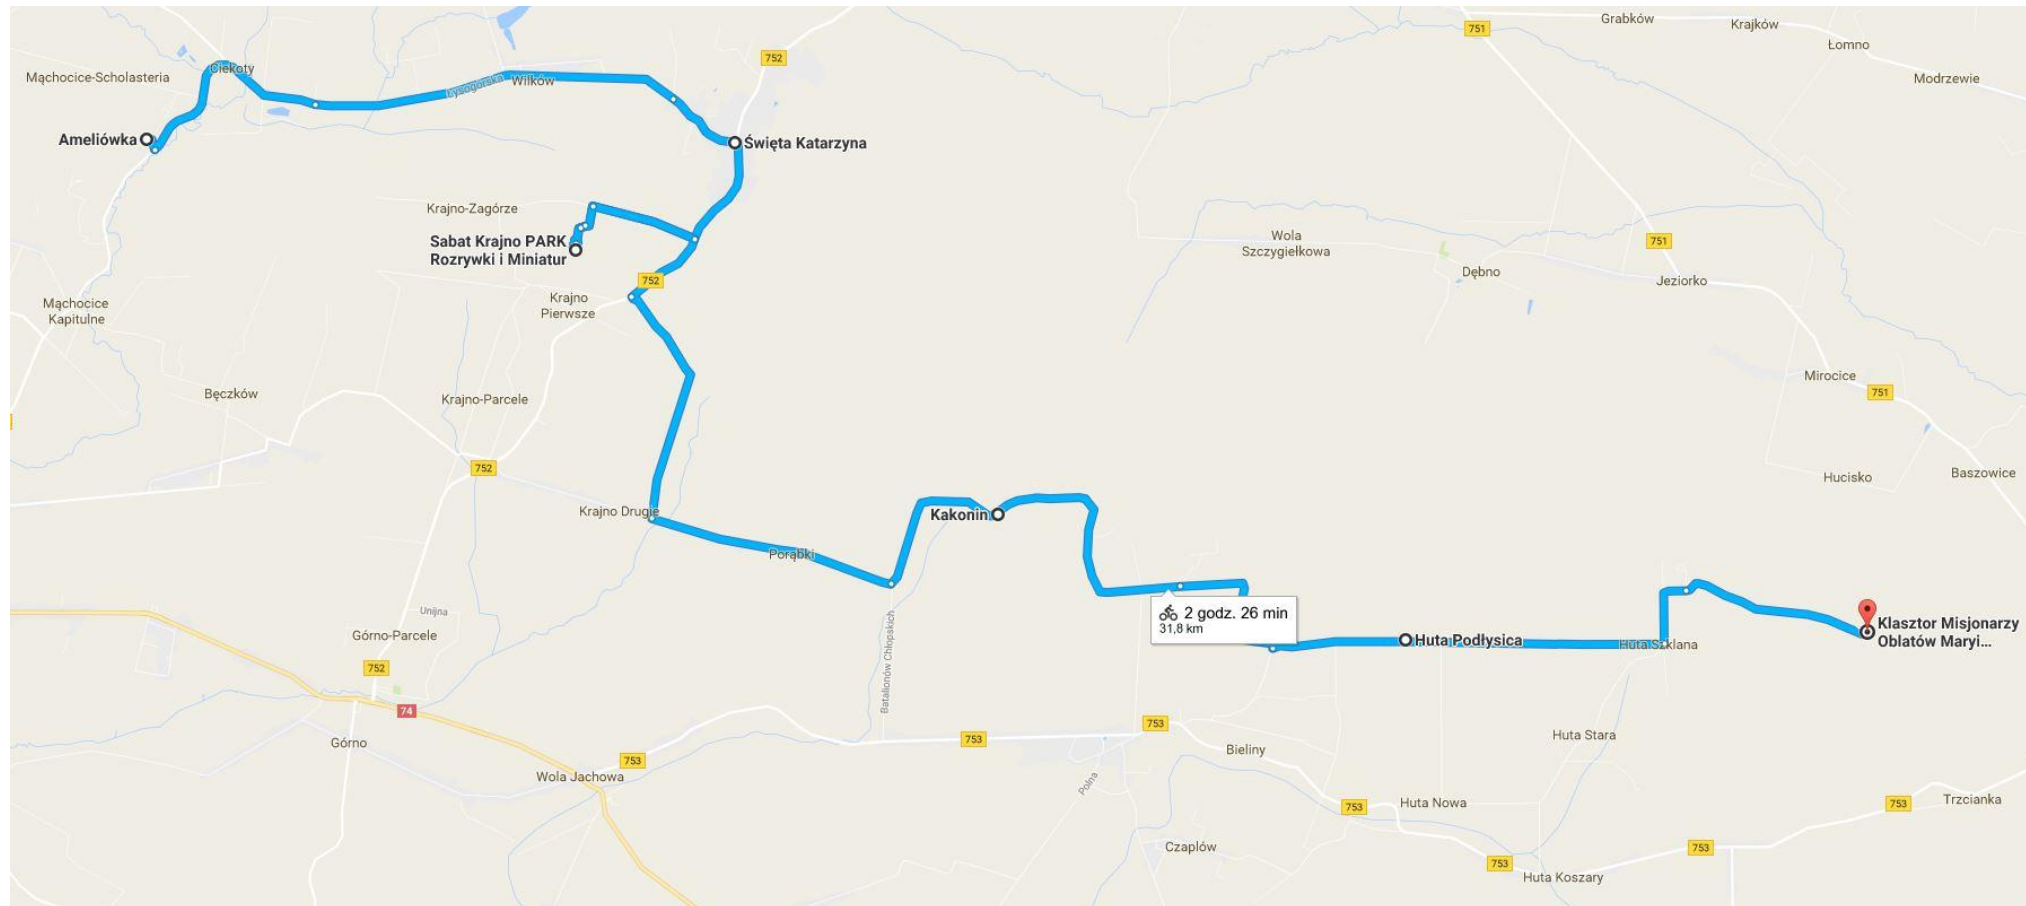 751
Grabków
Krajków
Łomno
752
Ciekoty
Mąchocice-Scholasteria
Łysogórska
Wilków
Modrzewie
Ameliówka
Święta Katarzyna
Krajno-Zagórze
Sabat Krajno PARK
Rozrywki i Miniatur
Wola
Szczygiełkowa
751
Dębno
Jeziorko
752
Krajno
Pierwsze
Mąchocice
Kapitulne
Mirocice
751
Bęczków
Krajno-Parcele
752
Hucisko
Baszowice
Krajno Drugie
Kakonin
Porąbki
Unijna
2 godz. 26 min
31,8 km
Górno-Parcele
Huta Podłysica
Huta Szklana
Klasztor Misjonarzy
Oblatów Maryi...
752
Batalionów Chłopskich
74
753
Górno
753
Bieliny
Huta Stara
753
Wola Jachowa
Polna
753
Huta Nowa
753
Trzcianka
Czaplów
753
753
Huta Koszary